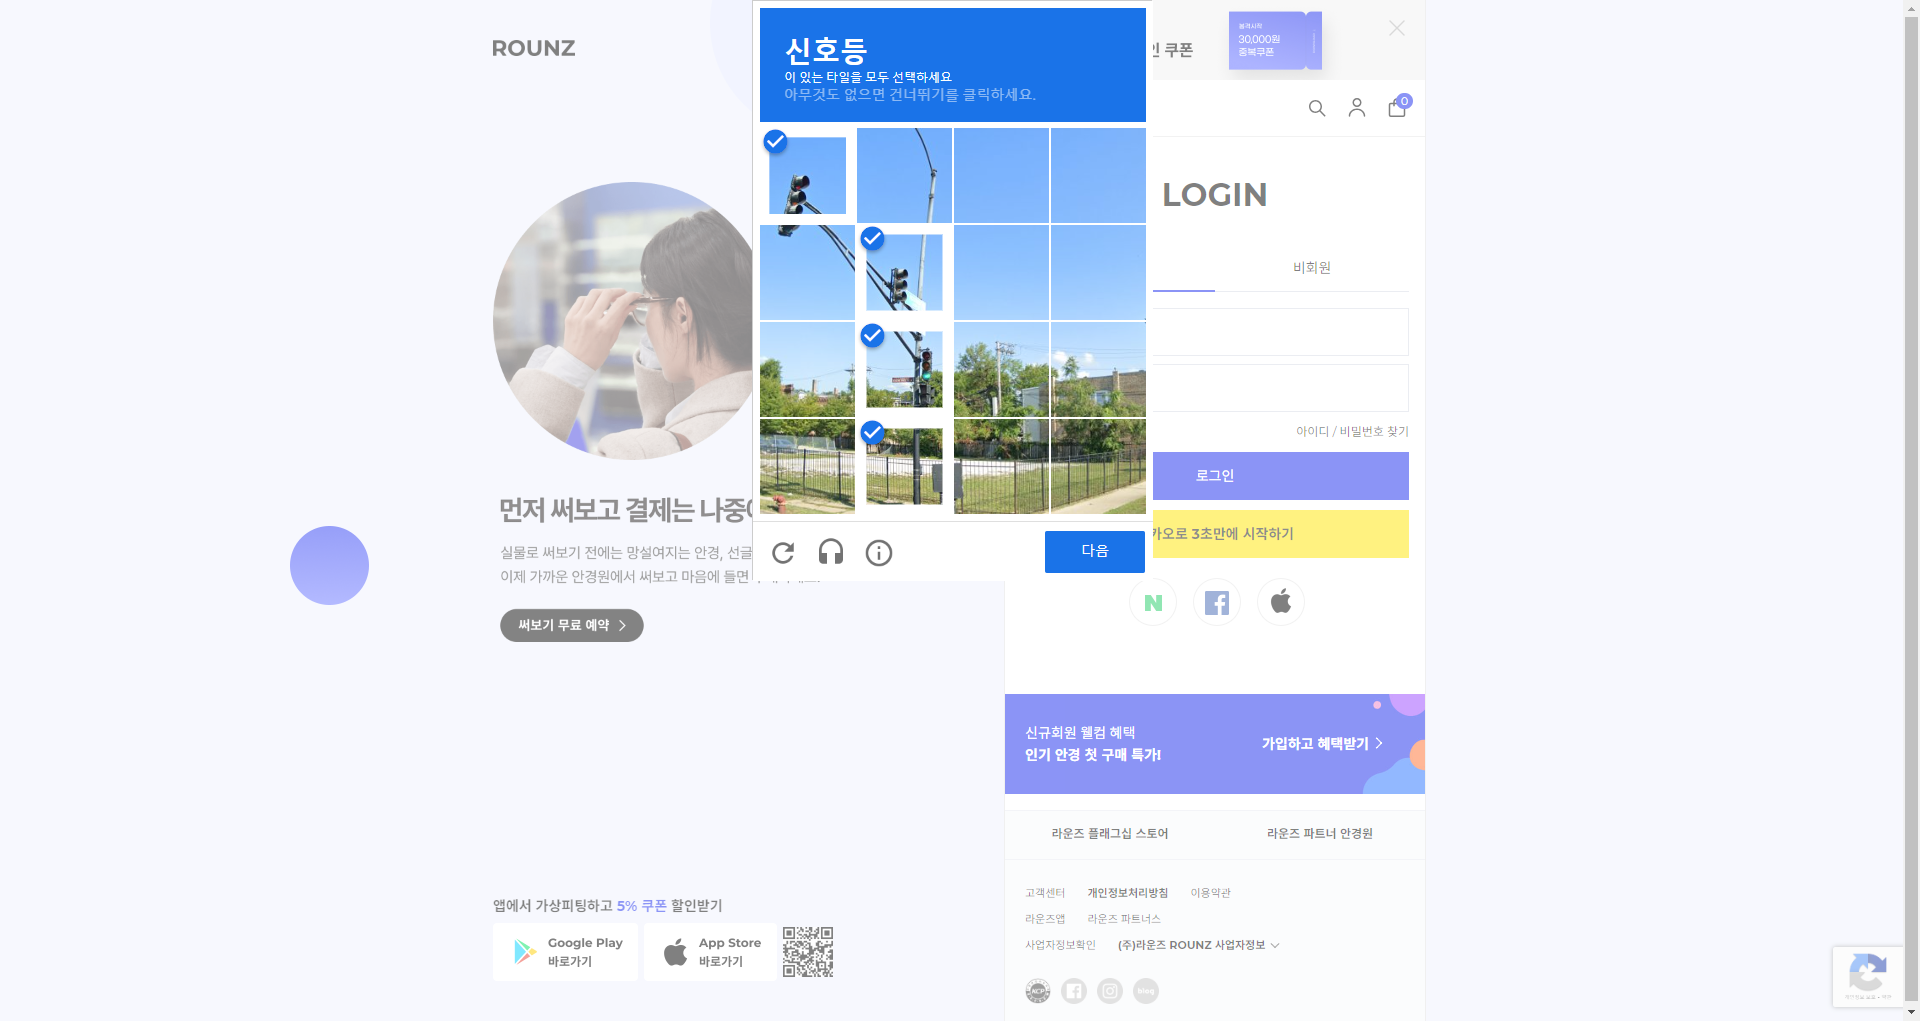 ROUNZ
신호등
이 있는 타일을 모두 선택하세요
아무것도 없으면 건너뛰기를 클릭하세요.
다음
인 쿠폰
30,000원
중복쿠폰
0
LOGIN
비회원
아이디 / 비밀번호 찾기
로그인
카오로 3초만에 시작하기
먼저 써보고 결제는 나중에
실물로 써보기 전에는 망설여지는 안경, 선글
이제 가까운 안경원에서 써보고 마음에 들면
써보기 무료 예약
신규회원 웰컴 혜택
인기 안경 첫 구매 특가!
가입하고 혜택받기
라운즈 플래그십 스토어
라운즈 파트너 안경원
고객센터 개인정보처리방침 이용약관
라운즈앱 라운즈 파트너스
사업자정보확인 (주)라운즈 ROUNZ 사업자정보
blog
앱에서 가상피팅하고 5% 쿠폰 할인받기
Google Play
바로가기
App Store
바로가기